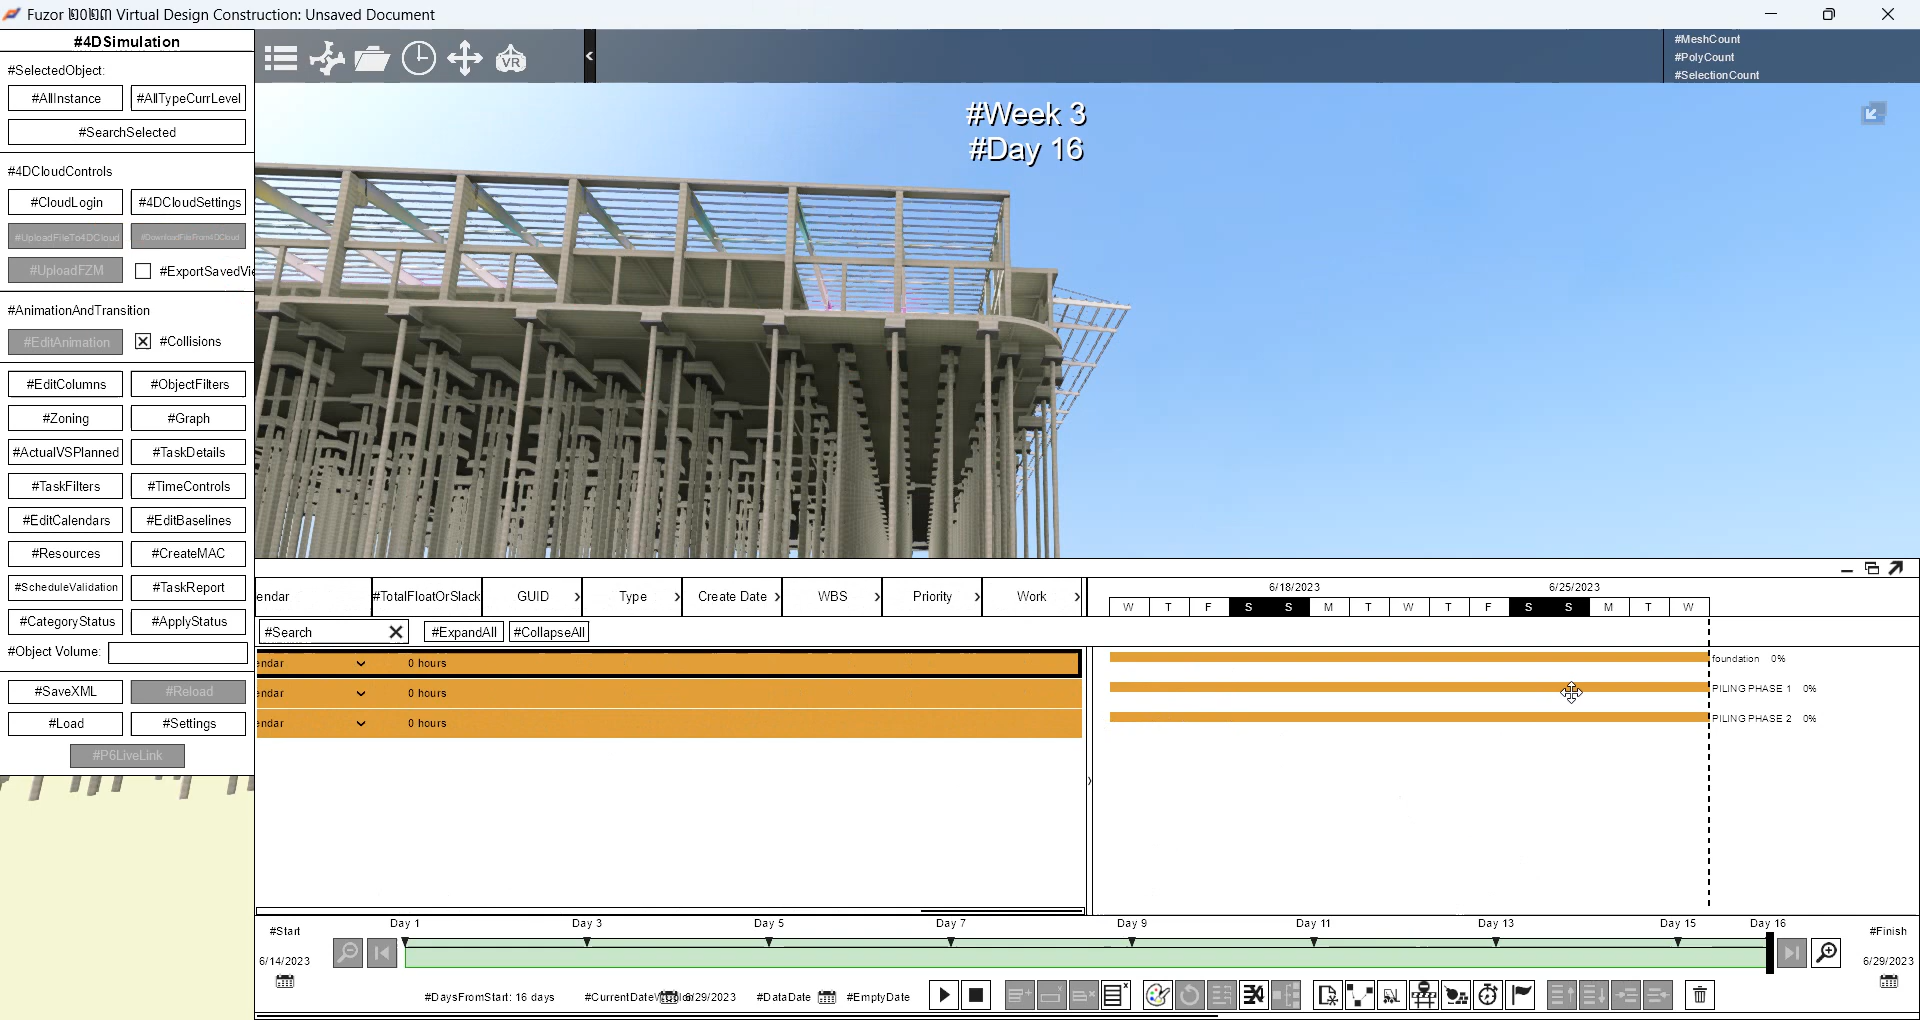 Virtual Design Construction: Unsaved Document
Fuzor
#4DSimulation
#SelectedObject:
#AllInstance
#AllTypeCurrLevel
#SearchSelected
#4DCloudControls
#CloudLogin
#4DCloudSettings
#UploadFileTo4DCloud
#DownloadFileFrom4DCloud
#UploadFZM
#ExportSavedVie
#AnimationAndTransition
#EditAnimation
#Collisions
#EditColumns
#ObjectFilters
#Zoning
#Graph
#ActualVSPlanned
#TaskDetails
#TaskFilters
#TimeControls
#EditCalendars
#EditBaselines
#Resources
#CreateMAC
#ScheduleValidation
#TaskReport
#CategoryStatus
#ApplyStatus
#Object Volume:
#SaveXML
#Reload
#Load
#Settings
#P6LiveLink
VR
#MeshCount
#PolyCount
#SelectionCount
#Week 3
#Day 16
endar
#TotalFloatOrSlack
GUID
Type
Create Date
WBS
Priority
Work
6/18/2023
6/25/2023
W T F S S M T W T F S S M T W
#Search
#ExpandAll
#CollapseAll
endar 0 hours
endar 0 hours
endar 0 hours
foundation 0%
PILING PHASE 1 0%
PILING PHASE 2 0%
Day 1 Day 3 Day 5 Day 7 Day 9 Day 11 Day 13 Day 15 Day 16
#Start
6/14/2023
#Finish
6/29/2023
#DaysFromStart: 16 days
6/29/2023
#DataDate
#EmptyDate